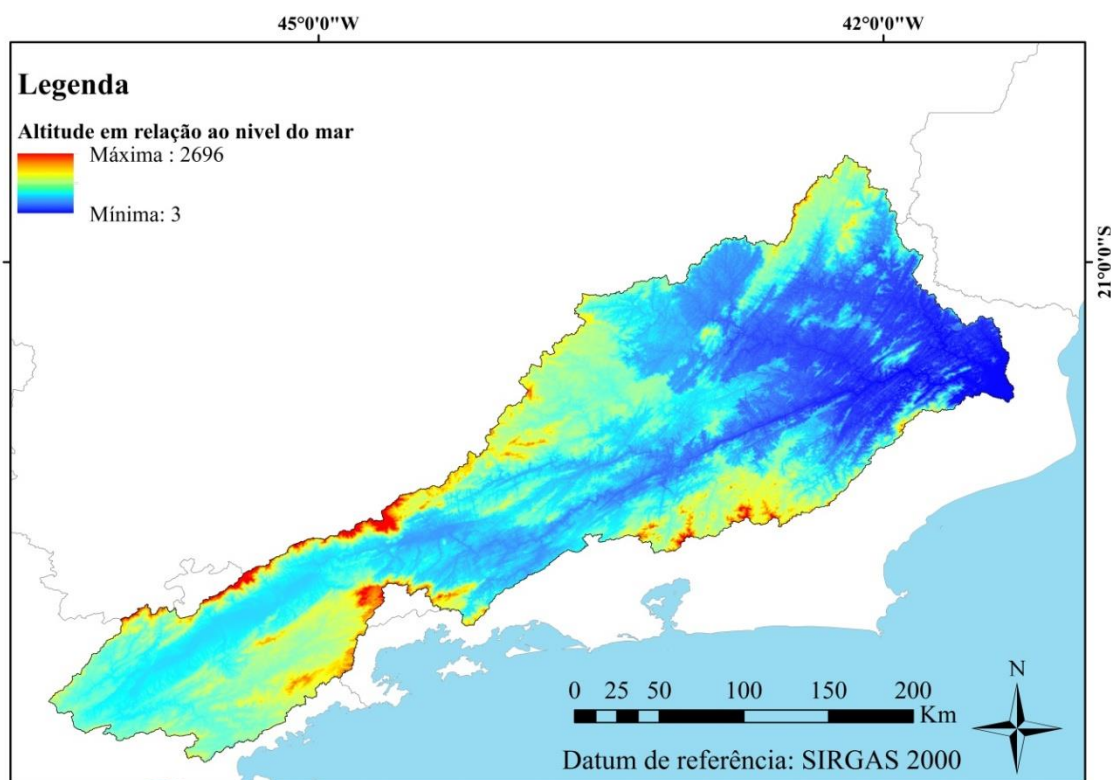 45°0'0"W
42°0'0"W
Legenda
Altitude em relação ao nivel do mar
Máxima : 2696
Mínima: 3
21°0'0"S
N
0 25 50 100 150 200
Km
Datum de referência: SIRGAS 2000